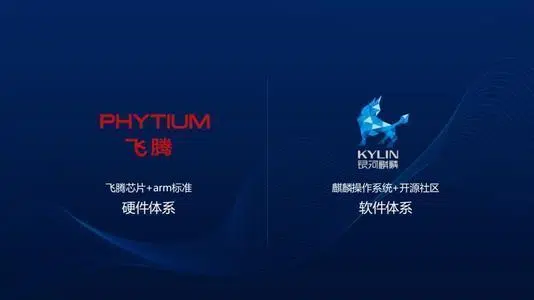 PHYTIUM
飞腾
飞腾芯片+arm标准
硬件体系
KYLIN
银河麒麟
麒麟操作系统+开源社区
软件体系